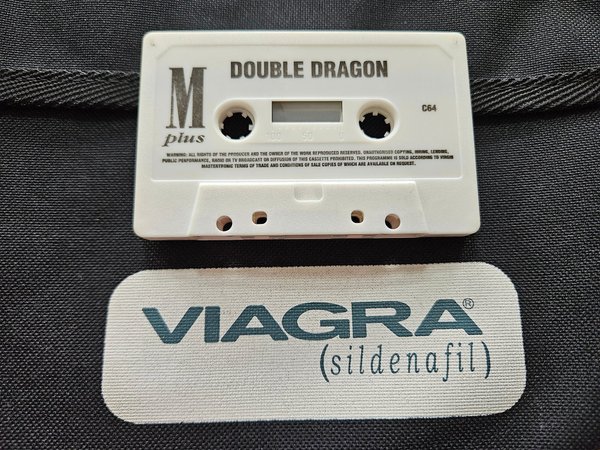 M
plus
DOUBLE DRAGON
C64
100 50 0
WARNING: ALL RIGHTS OF THE PRODUCER AND THE OWNER OF THE WORK REPRODUCED RESERVED. UNAUTHORISED COPYING, HIRING, LENDING,
PUBLIC PERFORMANCE, RADIO OR TV BROADCAST OR DIFFUSION OF THIS CASSETTE PROHIBITED. THIS PROGRAMME IS SOLD ACCORDING TO VIRGIN
MASTERTRONIC TERMS OF TRADE AND CONDITIONS OF SALE COPIES OF WHICH ARE AVAILABLE ON REQUEST.
VIAGRA®
(sildenafil)